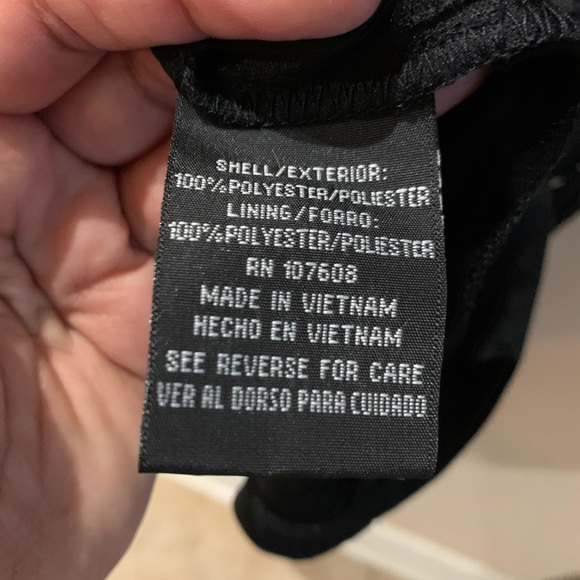 SHELL/EXTERIOR:
100%POLYESTER/POLIESTER
LINING/FORRO:
100%POLYESTER/POLIESTER
RN 107608
MADE IN VIETNAM
HECHO EN VIETNAM
SEE REVERSE FOR CARE
VER AL DORSO PARA CUIDADO